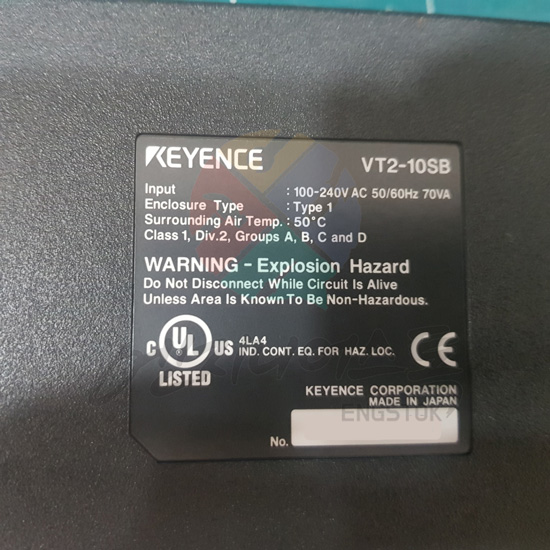 KEYENCE VT2-10SB
Input : 100-240V AC 50/60Hz 70VA
Enclosure Type : Type 1
Surrounding Air Temp. : 50°C
Class 1, Div.2, Groups A, B, C and D
WARNING - Explosion Hazard
Do Not Disconnect While Circuit Is Alive
Unless Area Is Known To Be Non-Hazardous.
C UL US 4LA4
IND. CONT. EQ. FOR HAZ. LOC. CE
LISTED
KEYENCE CORPORATION
MADE IN JAPAN
ENGSTOK
No.